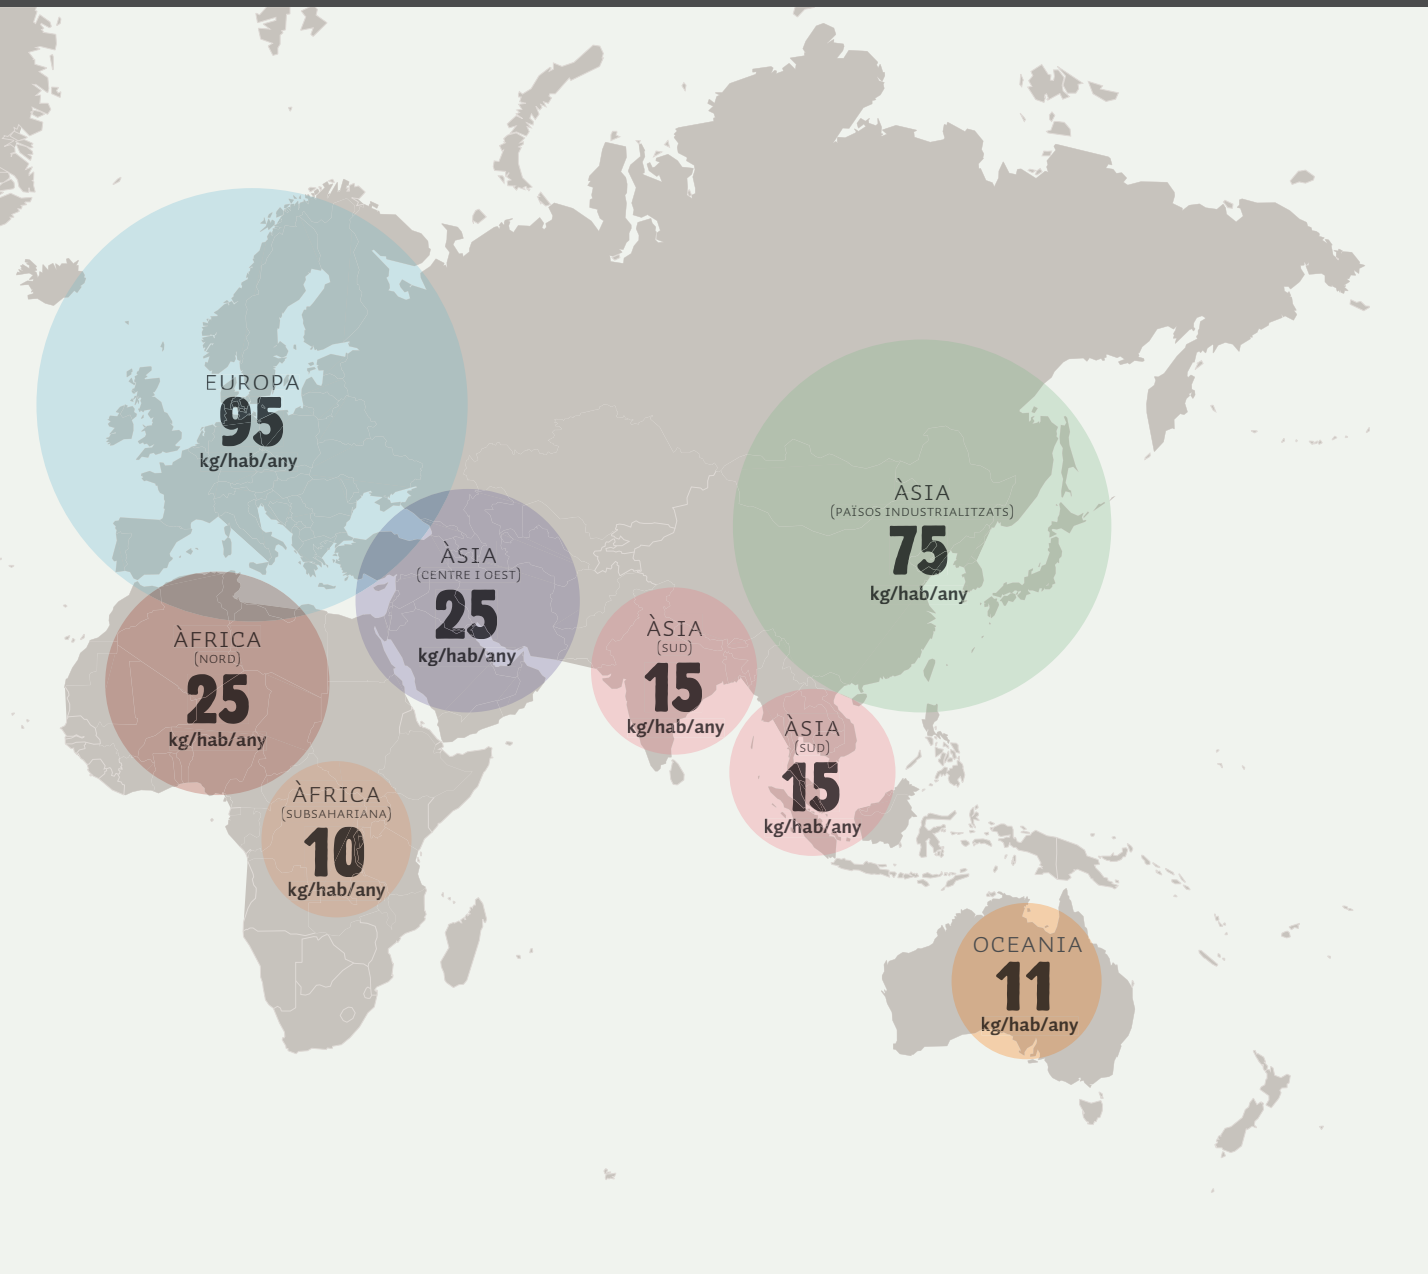 EUROPA
95
kg/hab/any
ÀSIA
(PAÏSOS INDUSTRIALITZATS)
75
kg/hab/any
ÀSIA
(CENTRE I OEST)
25
kg/hab/any
ÀSIA
(SUD)
15
kg/hab/any
ÀFRICA
(NORD)
25
kg/hab/any
ÀSIA
(SUD)
15
kg/hab/any
ÀFRICA
(SUBSAHARIANA)
10
kg/hab/any
OCEANIA
11
kg/hab/any